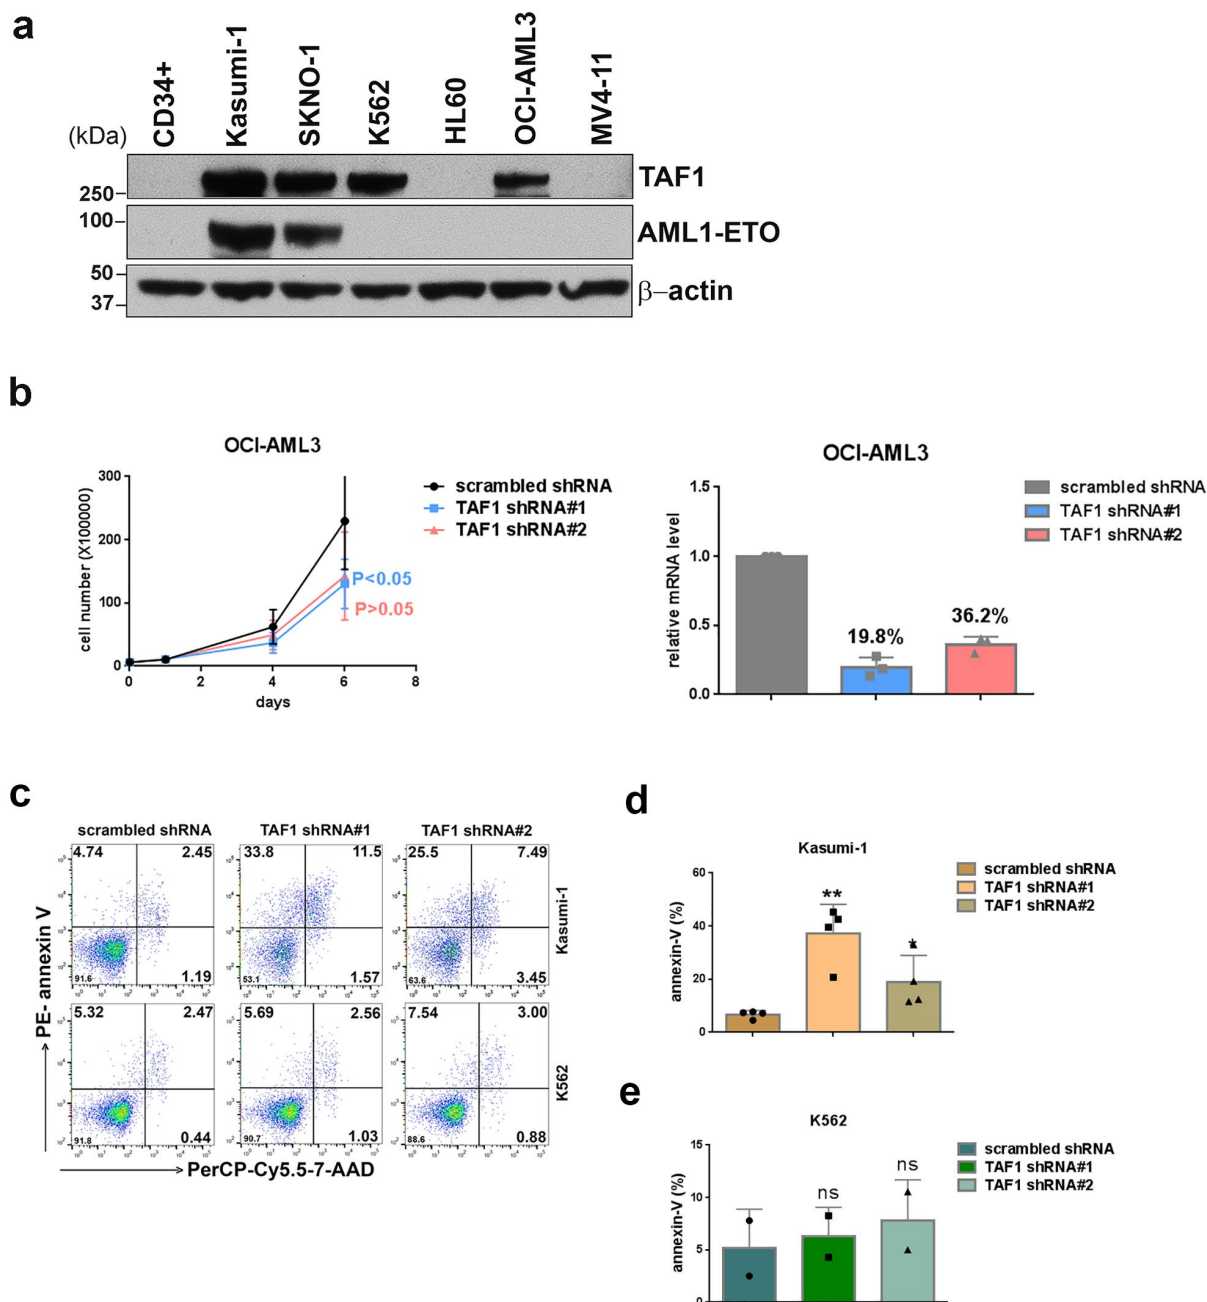 a
CD34+
Kasumi-1
SKNO-1
K562
HL60
OCI-AML3
MV4-11
(kDa)
250
TAF1
100
AML1-ETO
50
37
β–actin
b
OCI-AML3
cell number (X100000)
300
200
100
0
0 2 4 6 8
days
scrambled shRNA
TAF1 shRNA#1
TAF1 shRNA#2
P<0.05
P>0.05
OCI-AML3
relative mRNA level
1.5
1.0
0.5
0.0
19.8%
36.2%
scrambled shRNA
TAF1 shRNA#1
TAF1 shRNA#2
c
scrambled shRNA TAF1 shRNA#1 TAF1 shRNA#2
4.74 2.45 33.8 11.5 25.5 7.49
91.6 1.19 53.1 1.57 63.6 3.45
Kasumi-1
5.32 2.47 5.69 2.56 7.54 3.00
91.8 0.44 90.7 1.03 88.6 0.88
K562
PE- annexin V
PerCP-Cy5.5-7-AAD
d
Kasumi-1
annexin-V (%)
60
40
20
0
**
*
scrambled shRNA
TAF1 shRNA#1
TAF1 shRNA#2
e
K562
annexin-V (%)
15
10
5
ns
ns
scrambled shRNA
TAF1 shRNA#1
TAF1 shRNA#2